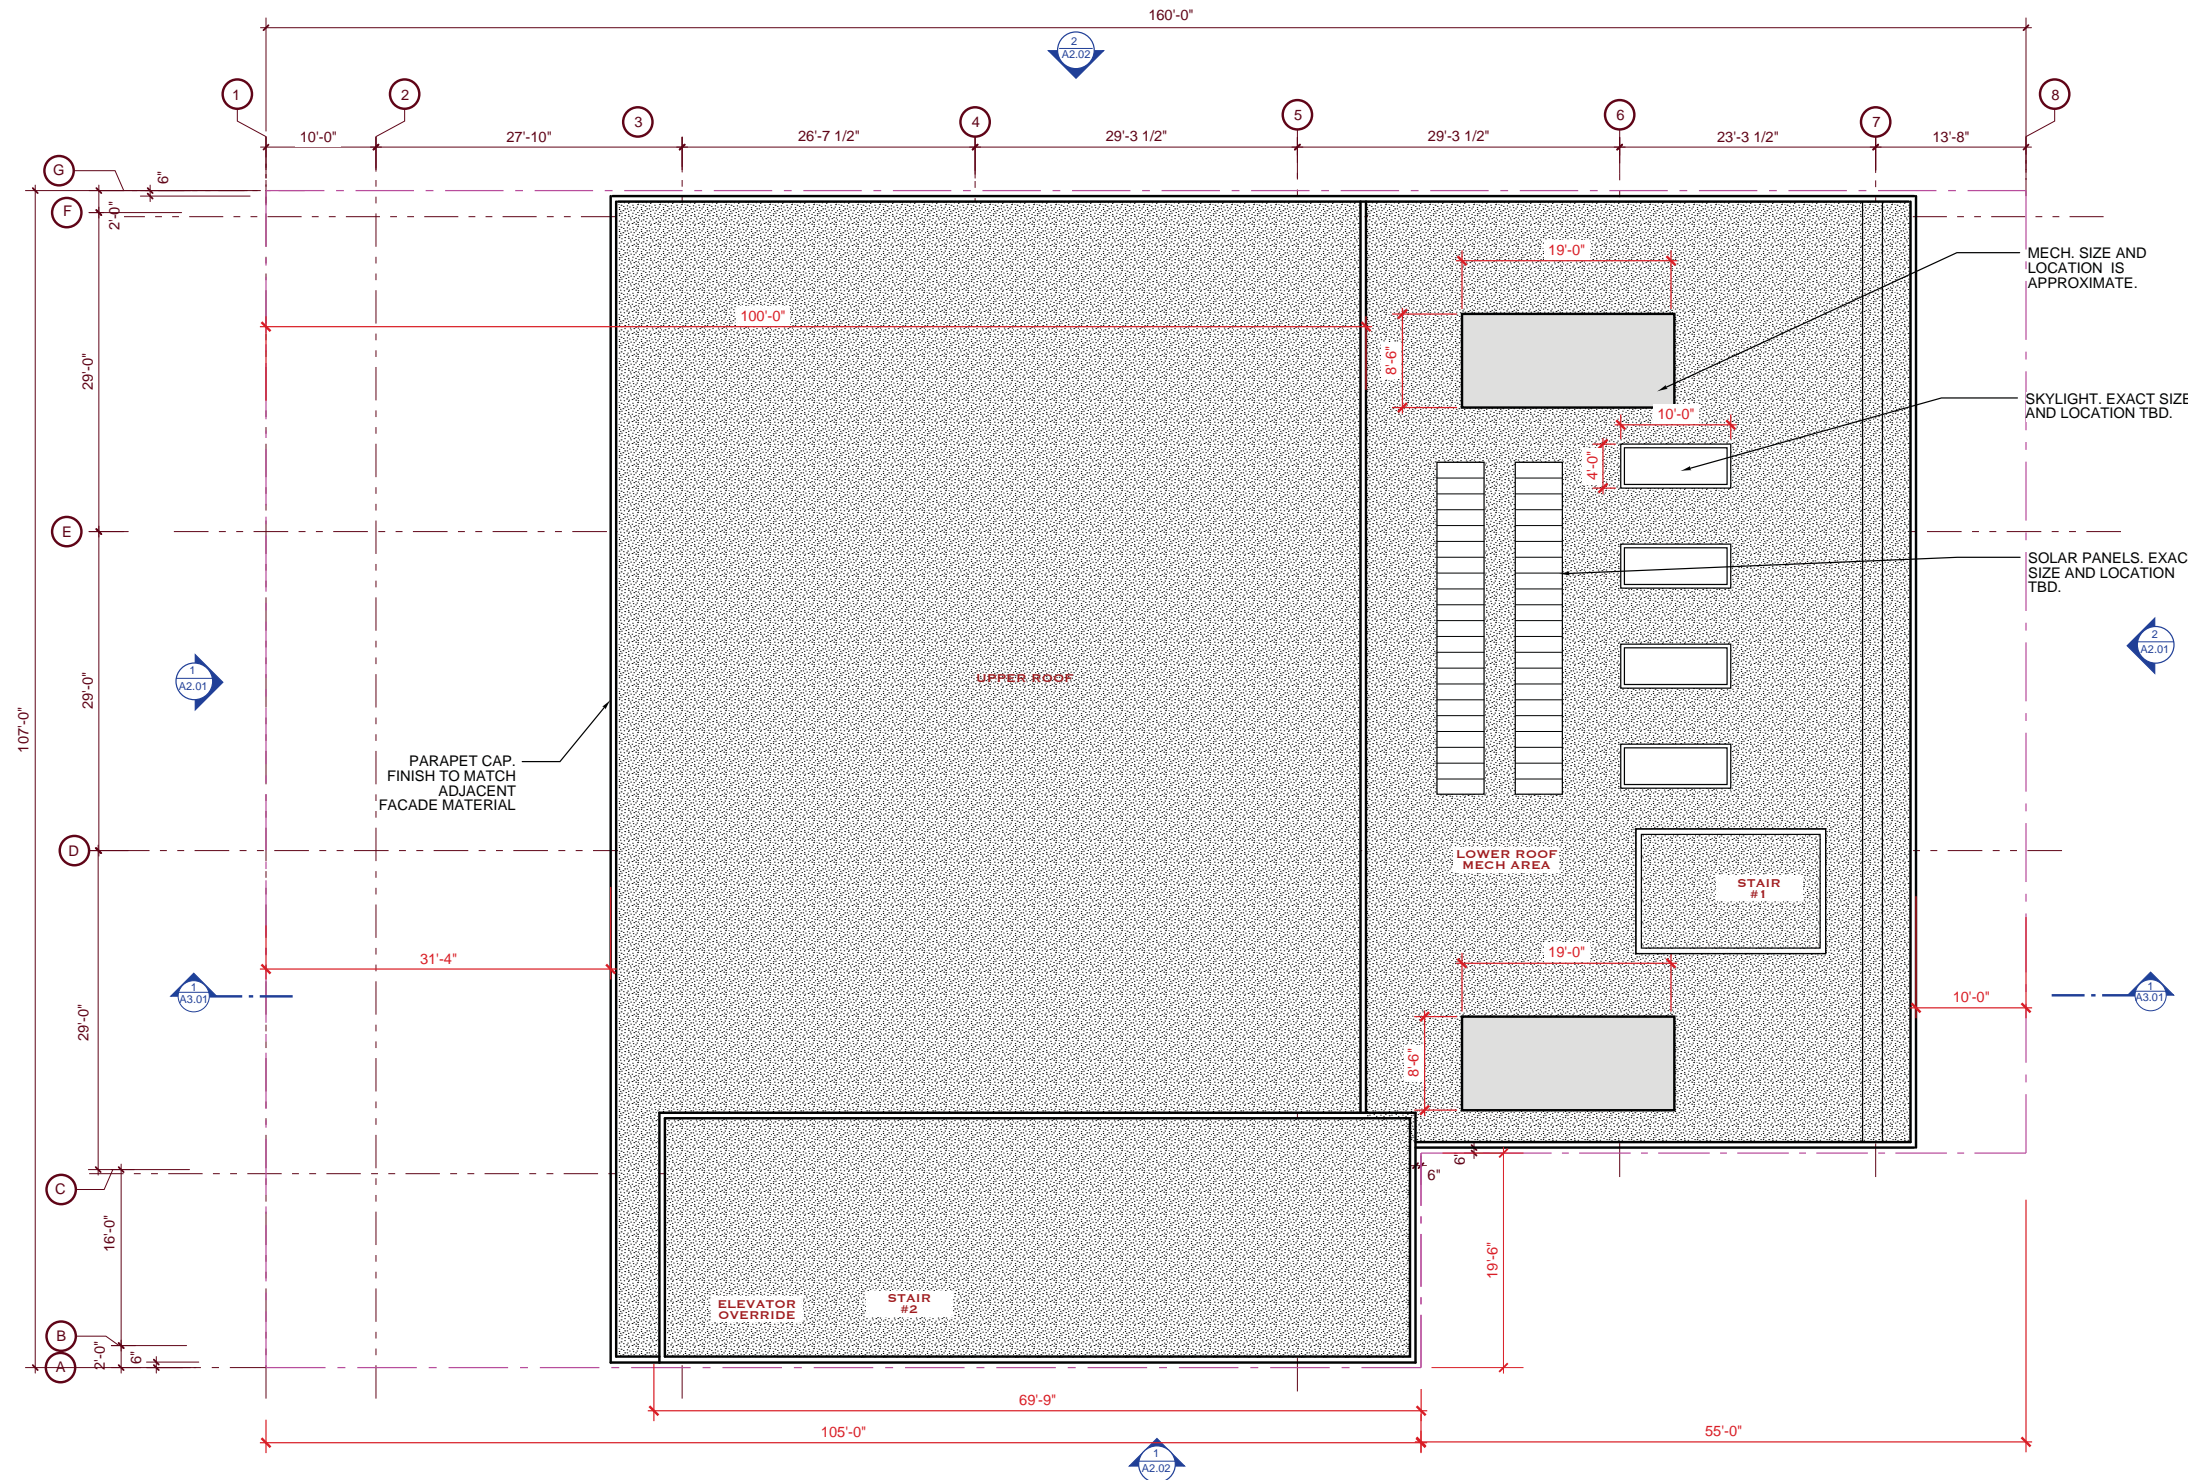 160'-0"
2
A2.02
1
2
3
4
5
6
7
8
10'-0"
27'-10"
26'-7 1/2"
29'-3 1/2"
29'-3 1/2"
23'-3 1/2"
13'-8"
G
6"
F
2'-0"
19'-0"
MECH. SIZE AND
LOCATION IS
APPROXIMATE.
100'-0"
8'-6"
29'-0"
10'-0"
SKYLIGHT. EXACT SIZE
AND LOCATION TBD.
4'-0"
E
SOLAR PANELS. EXAC
SIZE AND LOCATION
TBD.
1
A2.01
29'-0"
107'-0"
UPPER ROOF
2
A2.01
PARAPET CAP.
FINISH TO MATCH
ADJACENT
FACADE MATERIAL
D
LOWER ROOF
MECH AREA
STAIR
#1
31'-4"
19'-0"
1
A3.01
10'-0"
1
A3.01
29'-0"
8'-6"
6"
6"
C
16'-0"
19'-6"
ELEVATOR
OVERRIDE
STAIR
#2
B
A
2'-0"
6"
69'-9"
105'-0"
55'-0"
1
A2.02